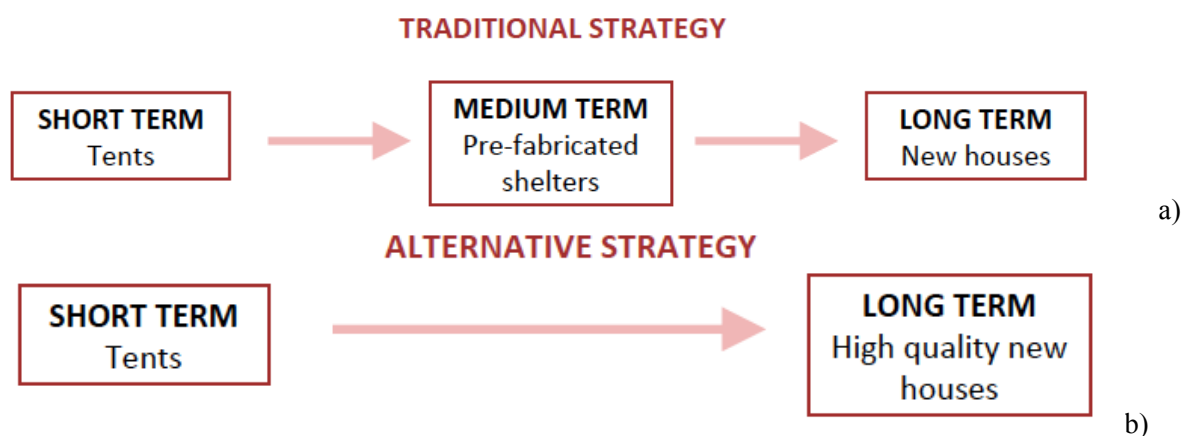 TRADITIONAL STRATEGY
SHORT TERM
Tents
MEDIUM TERM
Pre-fabricated
shelters
LONG TERM
New houses
a)
ALTERNATIVE STRATEGY
SHORT TERM
Tents
LONG TERM
High quality new
houses
b)